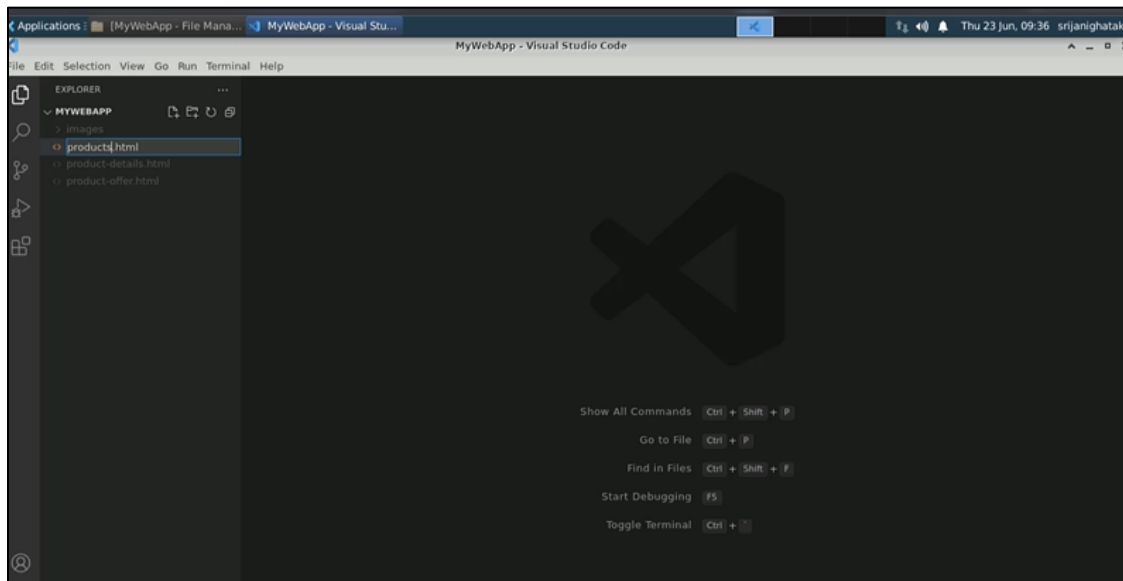 Applications : [MyWebApp - File Mana... MyWebApp - Visual Stu... Thu 23 Jun, 09:36 srijanighatak
MyWebApp - Visual Studio Code
File Edit Selection View Go Run Terminal Help
EXPLORER ...
MYWEBAPP
> images
<> products.html
<> product-details.html
<> product-offer.html
Show All Commands Ctrl + Shift + P
Go to File Ctrl + P
Find in Files Ctrl + Shift + F
Start Debugging F5
Toggle Terminal Ctrl + `